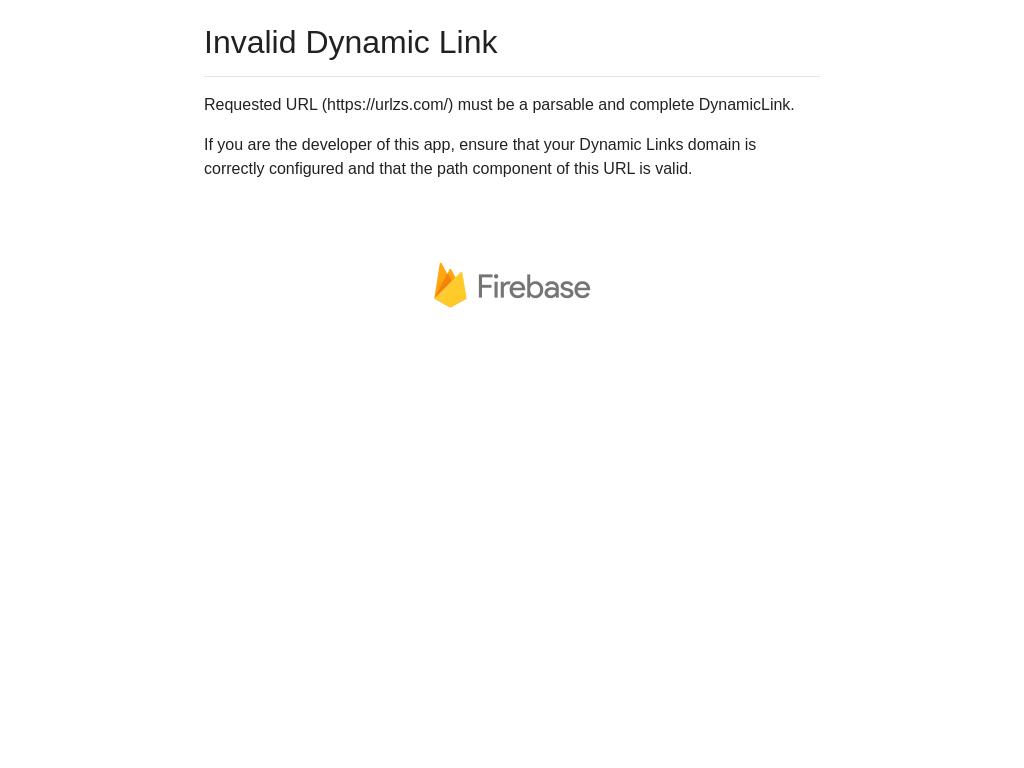 Invalid Dynamic Link
Requested URL (https://urlzs.com/) must be a parsable and complete DynamicLink.
If you are the developer of this app, ensure that your Dynamic Links domain is
correctly configured and that the path component of this URL is valid.
Firebase